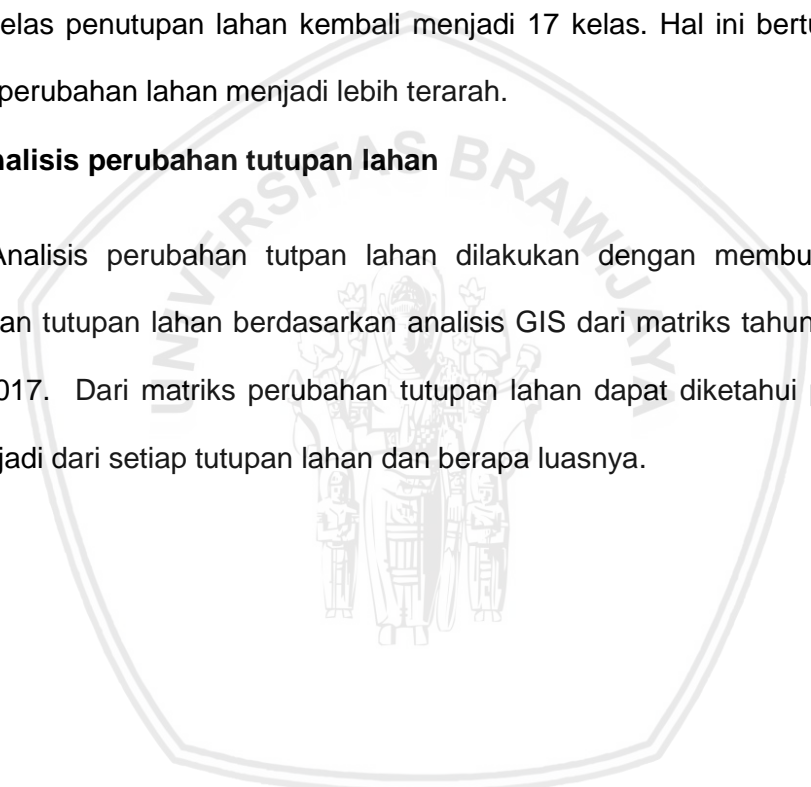 elas penutupan lahan kembali menjadi 17 kelas. Hal ini bertu
perubahan lahan menjadi lebih terarah.
nalisis perubahan tutupan lahan
UNIVERSITAS BRAWIJAYA
Analisis perubahan tutpan lahan dilakukan dengan membu
an tutupan lahan berdasarkan analisis GIS dari matriks tahun
017. Dari matriks perubahan tutupan lahan dapat diketahui p
jadi dari setiap tutupan lahan dan berapa luasnya.